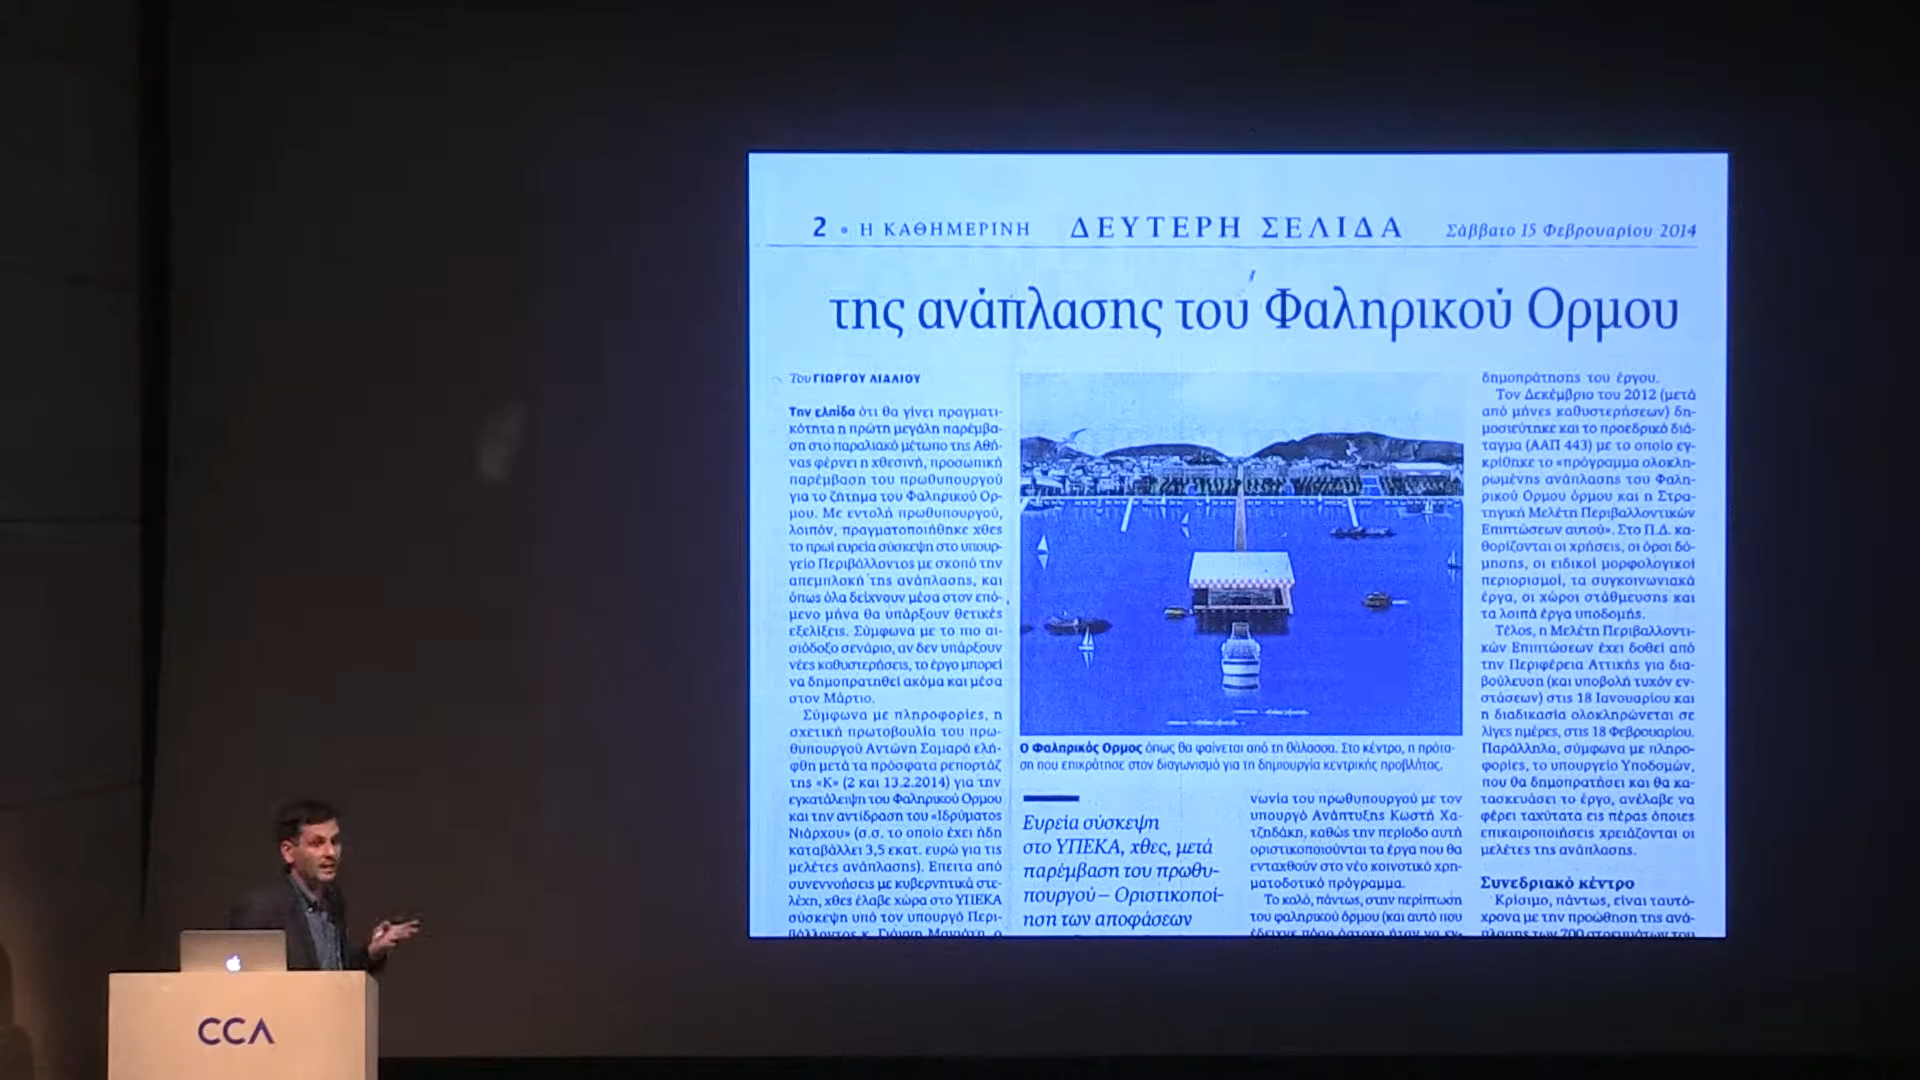 2 • Η ΚΑΘΗΜΕΡΙΝΗ ΔΕΥΤΕΡΗ ΣΕΛΙΔΑ Σάββατο 15 Φεβρουαρίου 2014
της ανάπλασης του Φαληρικού Ορμου
Του ΓΙΩΡΓΟΥ ΛΙΑΛΙΟΥ
Την ελπίδα ότι θα γίνει πραγματι-
κότητα η πρώτη μεγάλη παρέμβα-
ση στο παραλιακό μέτωπο της Αθή-
νας φέρνει η χθεσινή, προσωπική
παρέμβαση του πρωθυπουργού
για το ζήτημα του Φαληρικού Ορ-
μου. Με εντολή πρωθυπουργού,
λοιπόν, πραγματοποιήθηκε χθες
το πρωί ευρεία σύσκεψη στο υπουρ-
γείο Περιβάλλοντος με σκοπό την
απεμπλοκή της ανάπλασης, και
όπως όλα δείχνουν μέσα στον επό-
μενο μήνα θα υπάρξουν θετικές
εξελίξεις. Σύμφωνα με το πιο αι-
σιόδοξο σενάριο, αν δεν υπάρξουν
νέες καθυστερήσεις, το έργο μπορεί
να δημοπρατηθεί ακόμα και μέσα
στον Μάρτιο.
Σύμφωνα με πληροφορίες, η
σχετική πρωτοβουλία του πρω-
θυπουργού Αντώνη Σαμαρά ελή-
φθη μετά τα πρόσφατα ρεπορτάζ
της «Κ» (2 και 13.2.2014) για την
εγκατάλειψη του Φαληρικού Ορμου
και την αντίδραση του «Ιδρύματος
Νιάρχου» (σ.σ. το οποίο έχει ήδη
καταβάλλει 3,5 εκατ. ευρώ για τις
μελέτες ανάπλασης). Επειτα από
συνεννοήσεις με κυβερνητικά στε-
λέχη, χθες έλαβε χώρα στο ΥΠΕΚΑ
σύσκεψη υπό τον υπουργό Περι-
βάλλοντος κ. Γιάννη Μανιάτη, ο
Ο Φαληρικός Ορμος όπως θα φαίνεται από τη θάλασσα. Στο κέντρο, η πρότα-
ση που επικράτησε στον διαγωνισμό για τη δημιουργία κεντρικής προβλήτας.
Ευρεία σύσκεψη
στο ΥΠΕΚΑ, χθες, μετά
παρέμβαση του πρωθυ-
πουργού – Οριστικοποί-
ηση των αποφάσεων
νωνία του πρωθυπουργού με τον
υπουργό Ανάπτυξης Κωστή Χα-
τζηδάκη, καθώς την περίοδο αυτή
οριστικοποιούνται τα έργα που θα
ενταχθούν στο νέο κοινοτικό χρη-
ματοδοτικό πρόγραμμα.
Το καλό, πάντως, στην περίπτωση
του φαληρικού όρμου (και αυτό που
έδειχνε πόσο άστοχο ήταν να εγ-
δημοπράτησης του έργου.
Τον Δεκέμβριο του 2012 (μετά
από μήνες καθυστερήσεων) δη-
μοσιεύτηκε και το προεδρικό διά-
ταγμα (ΑΑΠ 443) με το οποίο εγ-
κρίθηκε το «πρόγραμμα ολοκλη-
ρωμένης ανάπλασης του Φαλη-
ρικού Ορμου όρμου και η Στρα-
τηγική Μελέτη Περιβαλλοντικών
Επιπτώσεων αυτού». Στο Π.Δ. κα-
θορίζονται οι χρήσεις, οι όροι δό-
μησης, οι ειδικοί μορφολογικοί
περιορισμοί, τα συγκοινωνιακά
έργα, οι χώροι στάθμευσης και
τα λοιπά έργα υποδομής.
Τέλος, η Μελέτη Περιβαλλοντι-
κών Επιπτώσεων έχει δοθεί από
την Περιφέρεια Αττικής για δια-
βούλευση (και υποβολή τυχόν εν-
στάσεων) στις 18 Ιανουαρίου και
η διαδικασία ολοκληρώνεται σε
λίγες ημέρες, στις 18 Φεβρουαρίου.
Παράλληλα, σύμφωνα με πληρο-
φορίες, το υπουργείο Υποδομών,
που θα δημοπρατήσει και θα κα-
τασκευάσει το έργο, ανέλαβε να
φέρει ταχύτατα εις πέρας όποιες
επικαιροποιήσεις χρειάζονται οι
μελέτες της ανάπλασης.
Συνεδριακό κέντρο
Κρίσιμο, πάντως, είναι ταυτό-
χρονα με την προώθηση της ανά-
πλασης των 700 στρεμμάτων του
CCA